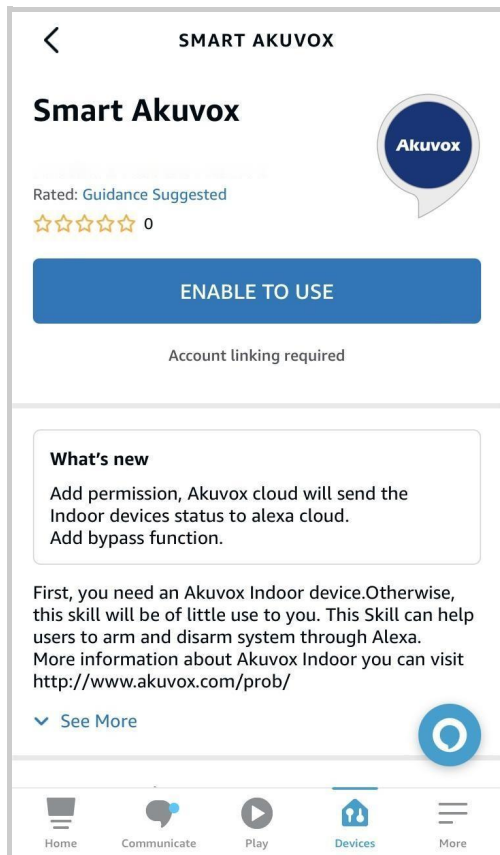 SMART AKUVOX
Smart Akuvox
Akuvox
Rated: Guidance Suggested
0
ENABLE TO USE
Account linking required
What's new
Add permission, Akuvox cloud will send the
Indoor devices status to alexa cloud.
Add bypass function.
First, you need an Akuvox Indoor device.Otherwise,
this skill will be of little use to you. This Skill can help
users to arm and disarm system through Alexa.
More information about Akuvox Indoor you can visit
http://www.akuvox.com/prob/
See More
Home Communicate Play Devices More